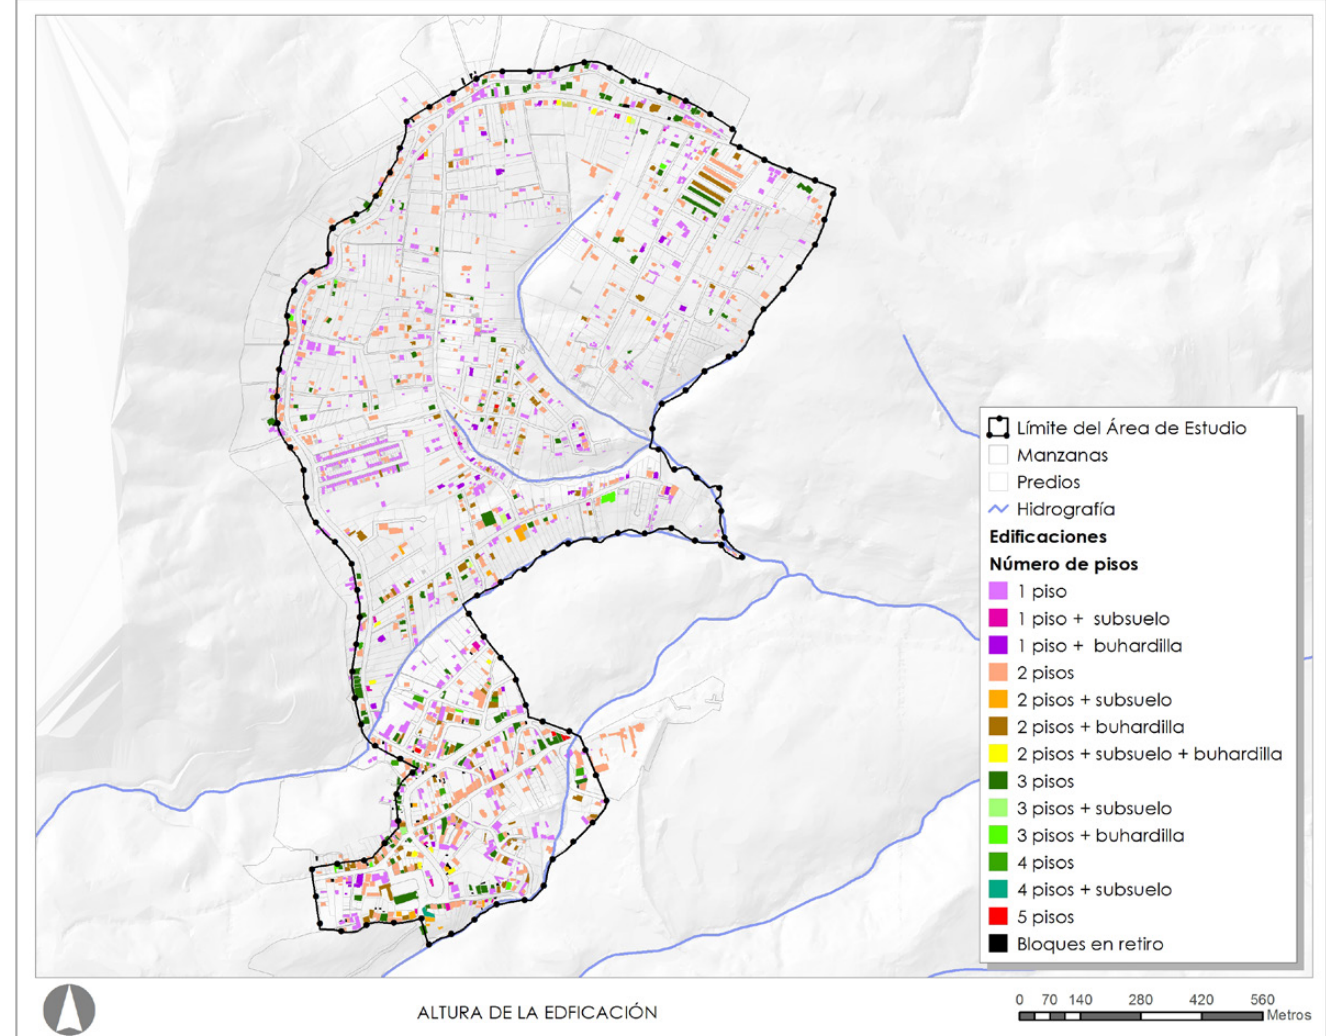 Límite del Área de Estudio
Manzanas
Predios
Hidrografía
Edificaciones
Número de pisos
1 piso
1 piso + subsuelo
1 piso + buhardilla
2 pisos
2 pisos + subsuelo
2 pisos + buhardilla
2 pisos + subsuelo + buhardilla
3 pisos
3 pisos + subsuelo
3 pisos + buhardilla
4 pisos
4 pisos + subsuelo
5 pisos
Bloques en retiro
ALTURA DE LA EDFICACIÓN
0 70 140 280 420 560
Metros